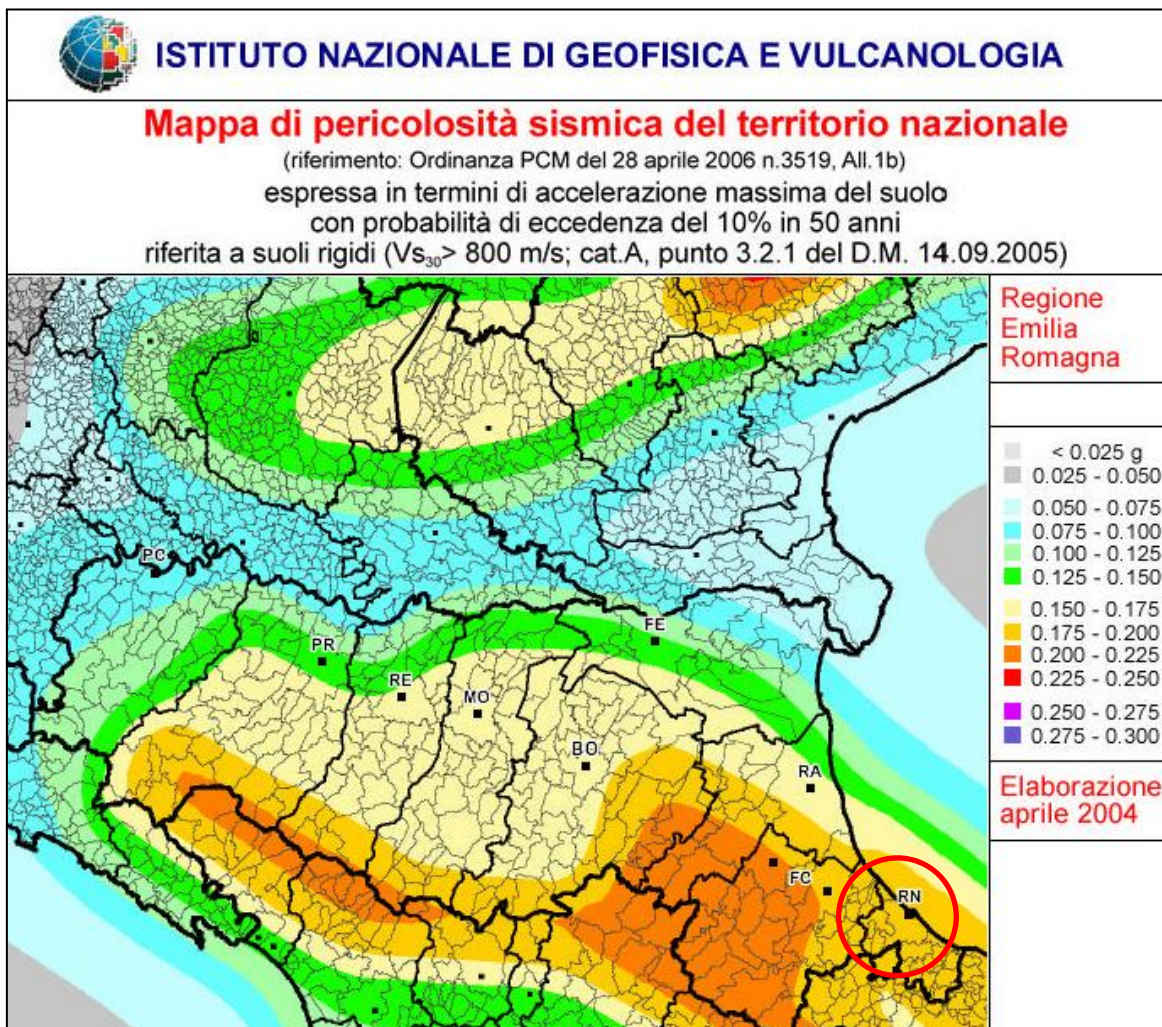 ISTITUTO NAZIONALE DI GEOFISICA E VULCANOLOGIA
Mappa di pericolosità sismica del territorio nazionale
(riferimento: Ordinanza PCM del 28 aprile 2006 n.3519, All.1b)
espressa in termini di accelerazione massima del suolo
con probabilità di eccedenza del 10% in 50 anni
riferita a suoli rigidi (Vs₃₀> 800 m/s; cat.A, punto 3.2.1 del D.M. 14.09.2005)
Regione
Emilia
Romagna
< 0.025 g
0.025 - 0.050
0.050 - 0.075
0.075 - 0.100
0.100 - 0.125
0.125 - 0.150
0.150 - 0.175
0.175 - 0.200
0.200 - 0.225
0.225 - 0.250
0.250 - 0.275
0.275 - 0.300
Elaborazione
aprile 2004
PC
PR
RE
MO
FE
BO
RA
FC
RN